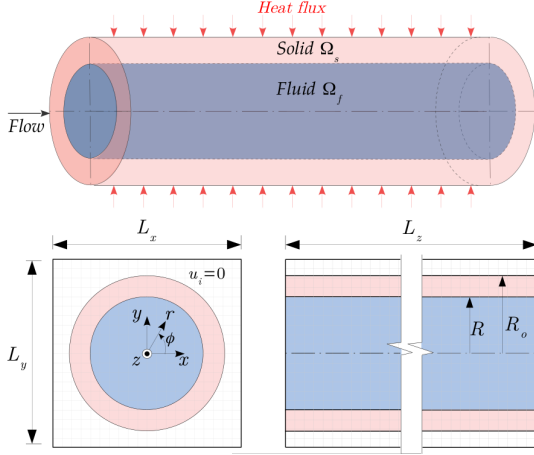 Heat flux
Solid Ω_s
Fluid Ω_f
Flow
L_x
L_z
u_i=0
y
r
ϕ
z
x
L_y
R
R_o